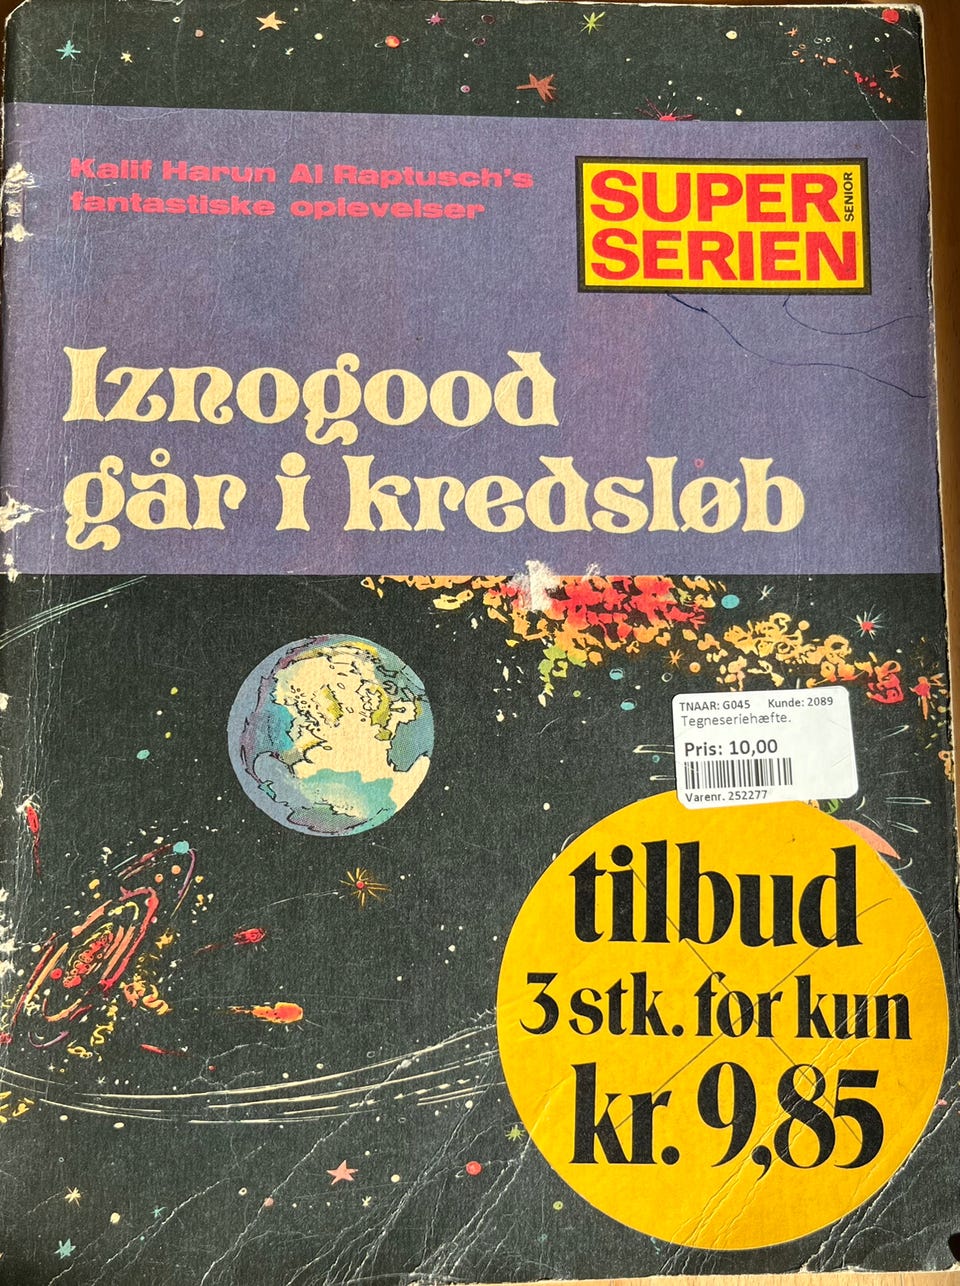 Kalif Harun Al Raptusch's
fantastiske oplevelser
SUPER
SENIOR
SERIEN
Iznogood
går i kredsløb
TNAAR: G045 Kunde: 2089
Tegneseriehæfte.
Pris: 10,00
Varenr. 252277
tilbud
3 stk. for kun
kr. 9,85